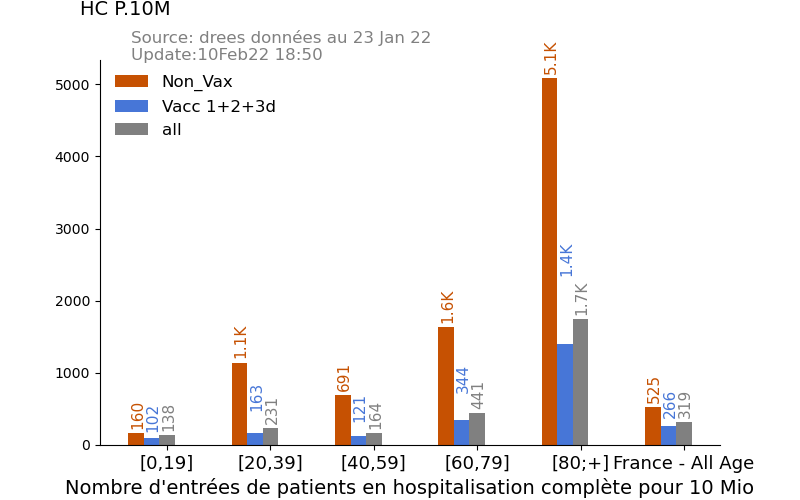 HC P.10M
Source: drees données au 23 Jan 22
Update:10Feb22 18:50
Non_Vax
Vacc 1+2+3d
all
5000
4000
3000
2000
1000
0
160
102
138
1.1K
163
231
691
121
164
1.6K
344
441
5.1K
1.4K
1.7K
525
266
319
[0,19]
[20,39]
[40,59]
[60,79]
[80;+]
France - All Age
Nombre d'entrées de patients en hospitalisation complète pour 10 Mio